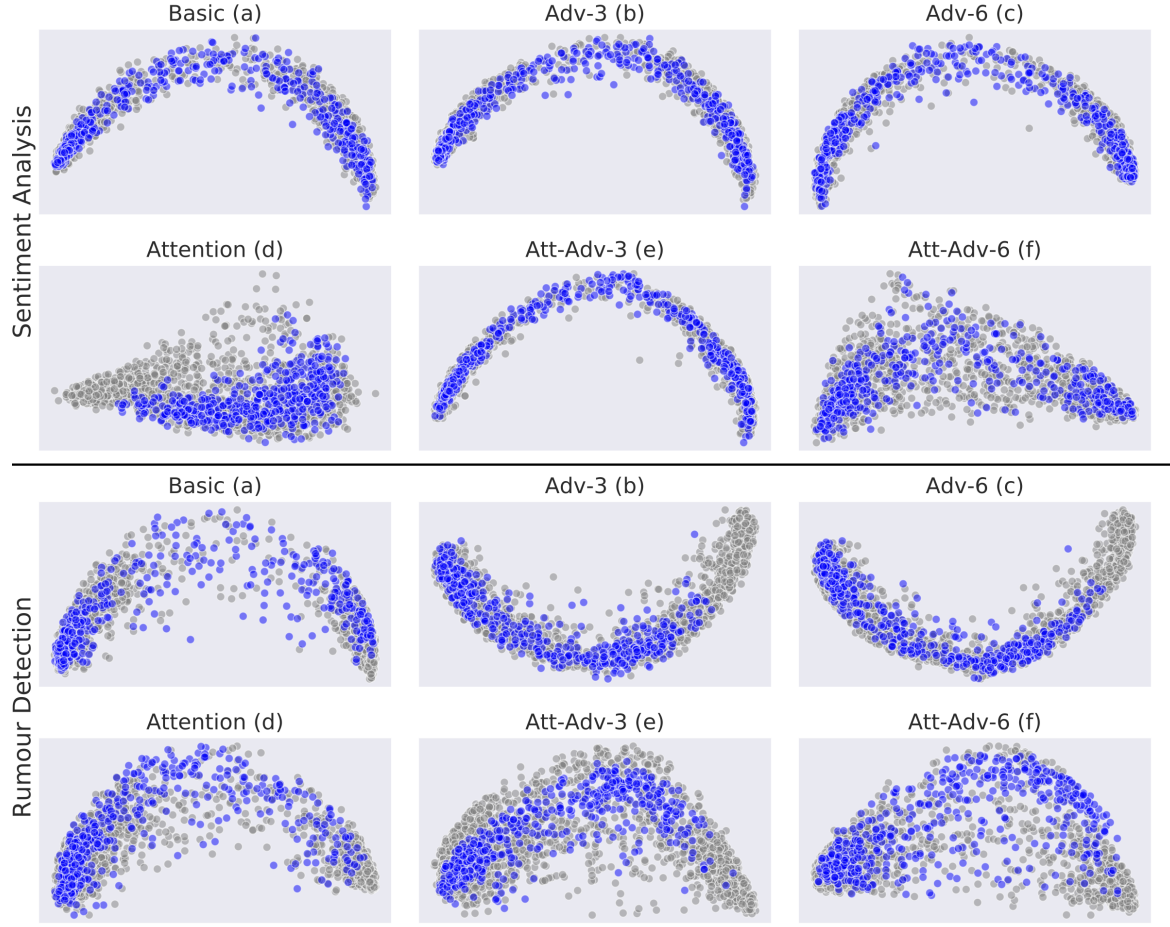 Sentiment Analysis
Basic (a)
Adv-3 (b)
Adv-6 (c)
Attention (d)
Att-Adv-3 (e)
Att-Adv-6 (f)
Rumour Detection
Basic (a)
Adv-3 (b)
Adv-6 (c)
Attention (d)
Att-Adv-3 (e)
Att-Adv-6 (f)